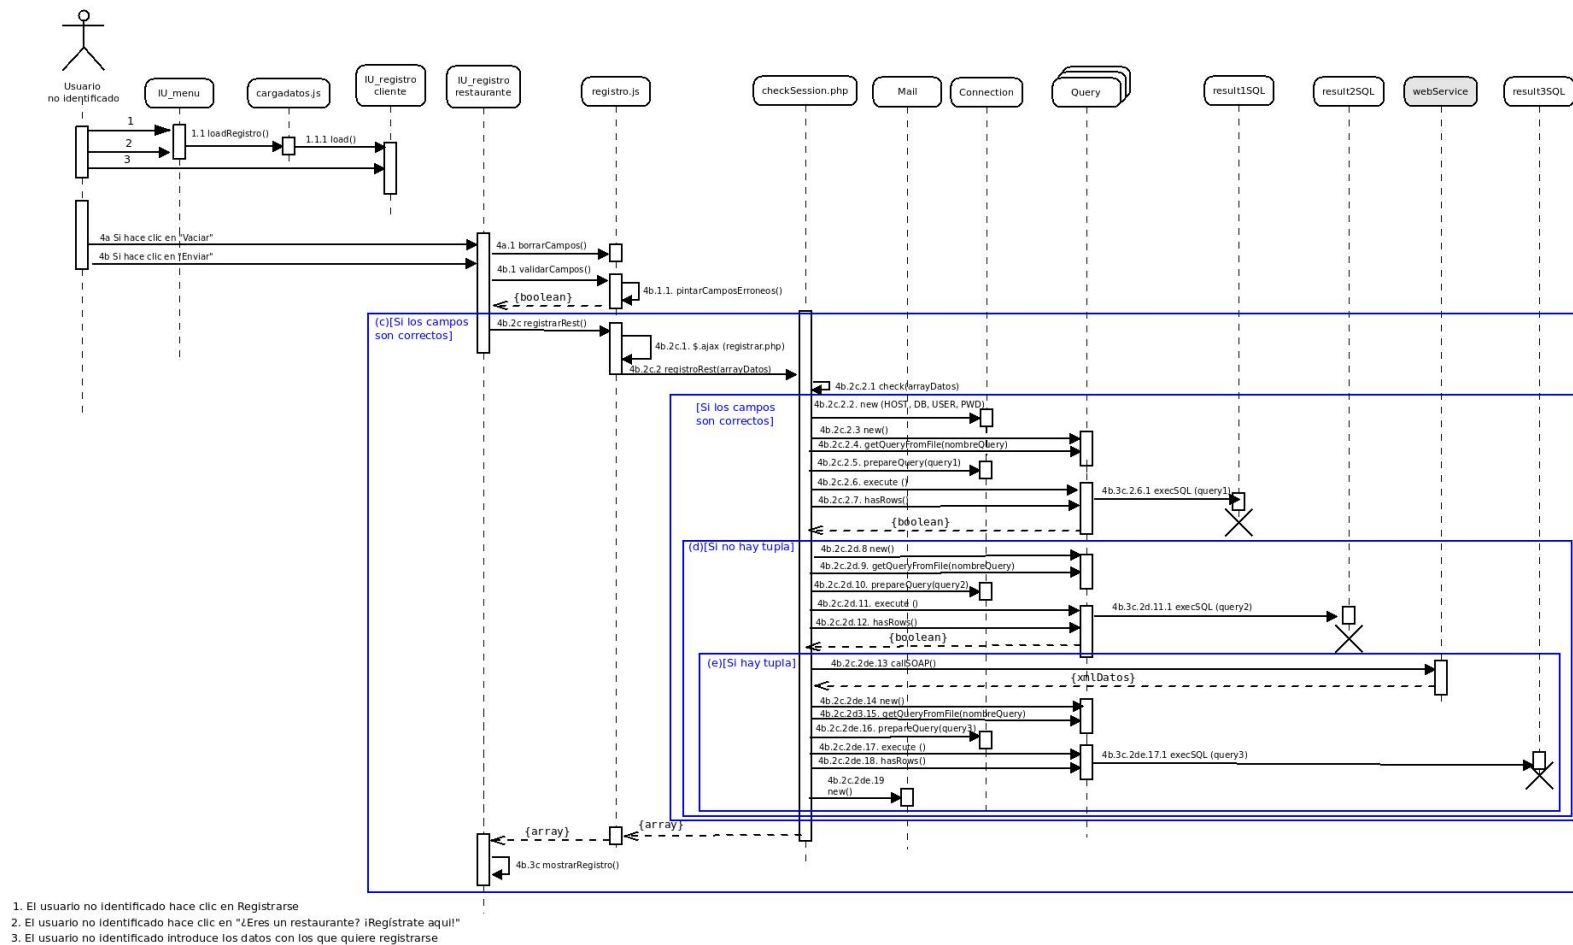 Usuario
no identificado
IU_menu
cargadatos.js
IU_registro
cliente
IU_registro
restaurante
registro.js
checkSession.php
Mail
Connection
Query
result1SQL
result2SQL
webService
result3SQL
1
1.1 loadRegistro()
1.1.1 load()
2
3
4a Si hace clic en "Vaciar"
4a.1 borrarCampos()
4b Si hace clic en "Enviar"
4b.1 validarCampos()
4b.1.1. pintarCamposErroneos()
{boolean}
(c)[Si los campos
son correctos]
4b.2c registrarRest()
4b.2c.1. $.ajax (registrar.php)
4b.2c.2 registroRest(arrayDatos)
4b.2c.2.1 check(arrayDatos)
[Si los campos
son correctos]
4b.2c.2.2. new (HOST, DB, USER, PWD)
4b.2c.2.3 new()
4b.2c.2.4. getQueryFromFile(nombreQuery)
4b.2c.2.5. prepareQuery(query1)
4b.2c.2.6. execute ()
4b.3c.2.6.1 execSQL (query1)
4b.2c.2.7. hasRows()
{boolean}
(d)[Si no hay tupla]
4b.2c.2d.8 new()
4b.2c.2d.9. getQueryFromFile(nombreQuery)
4b.2c.2d.10. prepareQuery(query2)
4b.2c.2d.11. execute ()
4b.3c.2d.11.1 execSQL (query2)
4b.2c.2d.12. hasRows()
{boolean}
(e)[Si hay tupla]
4b.2c.2de.13 callSOAP()
{xmlDatos}
4b.2c.2de.14 new()
4b.2c.2d3.15. getQueryFromFile(nombreQuery)
4b.2c.2de.16. prepareQuery(query3)
4b.2c.2de.17. execute ()
4b.3c.2de.17.1 execSQL (query3)
4b.2c.2de.18. hasRows()
4b.2c.2de.19
new()
{array}
{array}
4b.3c mostrarRegistro()
1. El usuario no identificado hace clic en Registrarse
2. El usuario no identificado hace clic en "¿Eres un restaurante? ¡Regístrate aqui!"
3. El usuario no identificado introduce los datos con los que quiere registrarse